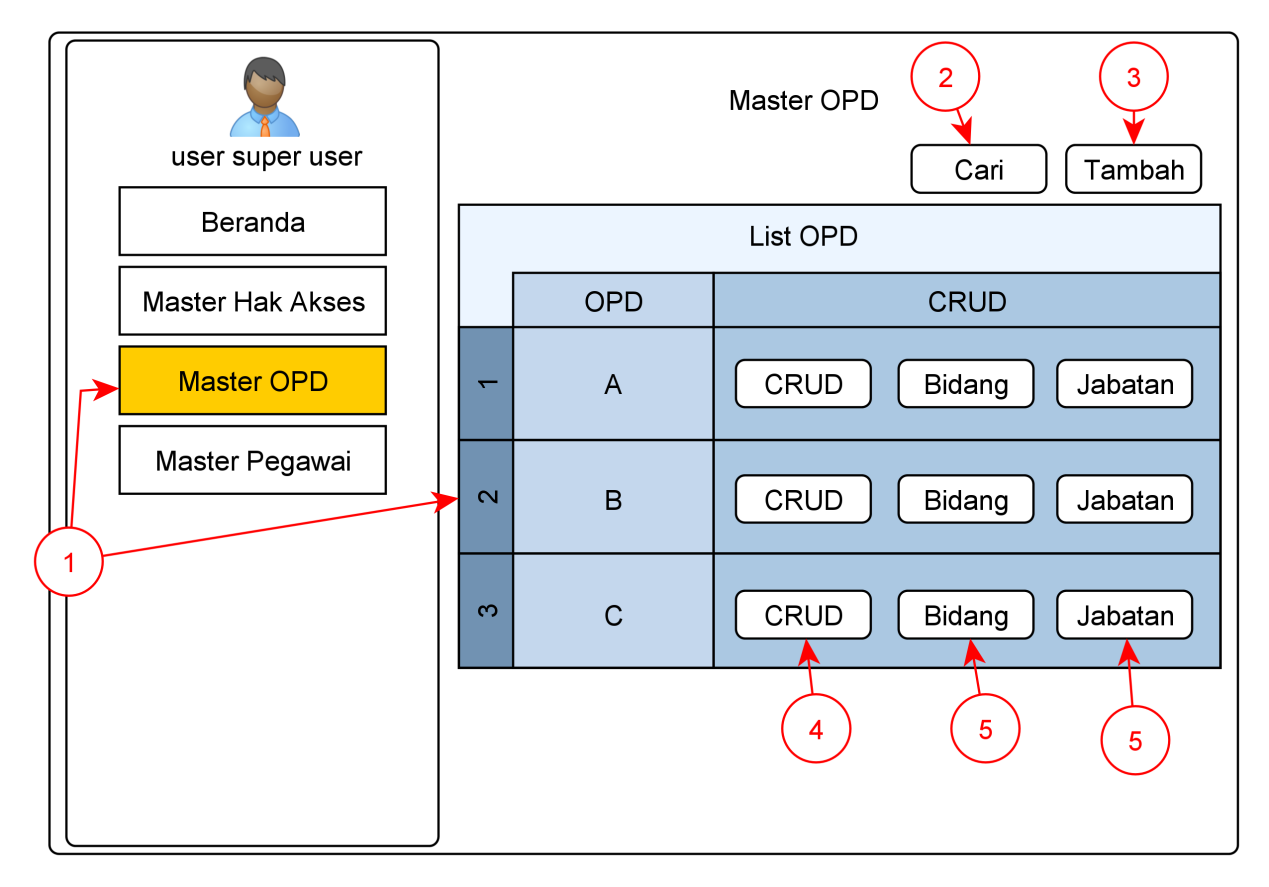 user super user
Beranda
Master Hak Akses
Master OPD
Master Pegawai
1
Master OPD
2
3
Cari
Tambah
List OPD
OPD
CRUD
1
A
CRUD
Bidang
Jabatan
2
B
CRUD
Bidang
Jabatan
3
C
CRUD
Bidang
Jabatan
4
5
5